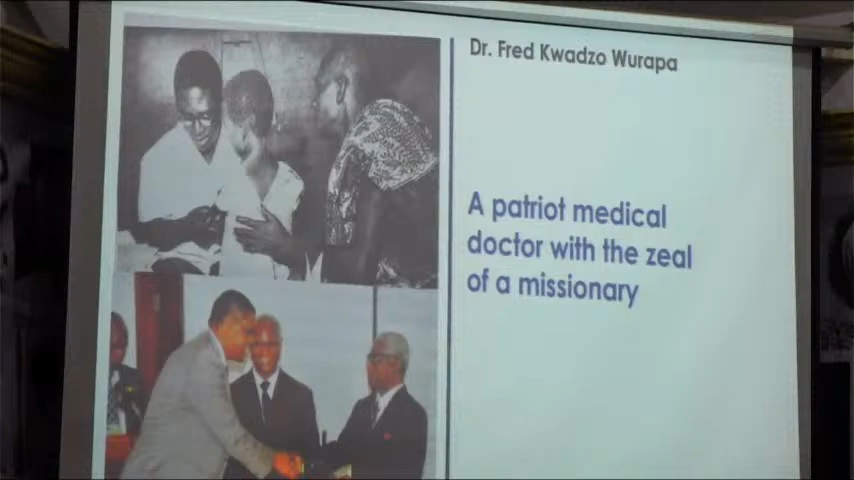 Dr. Fred Kwadzo Wurapa
A patriot medical
doctor with the zeal
of a missionary